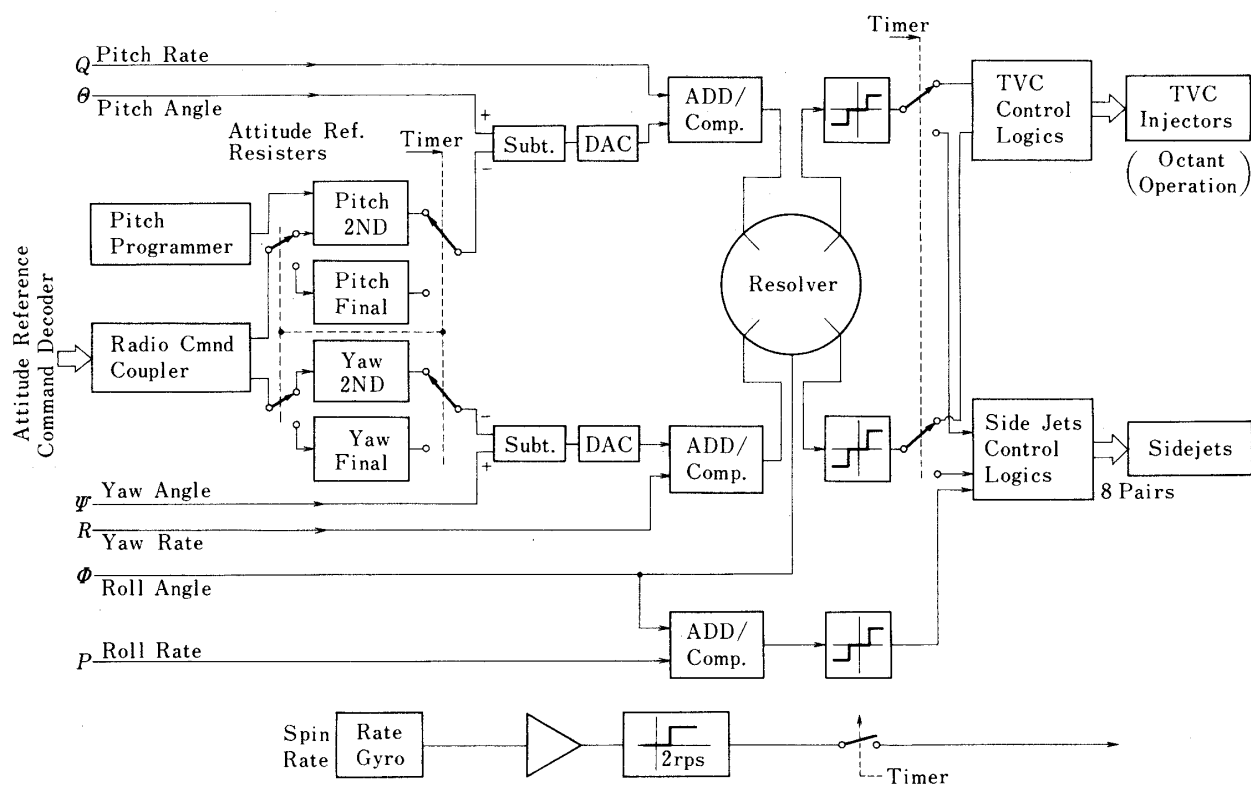 Timer
Q Pitch Rate
Θ Pitch Angle
Attitude Ref.
Resisters
Timer
+
−
Subt.
DAC
ADD/
Comp.
TVC
Control
Logics
TVC
Injectors
(Octant
Operation)
Pitch
Programmer
Pitch
2ND
Pitch
Final
Resolver
Attitude Reference
Command Decoder
Radio Cmnd
Coupler
Yaw
2ND
Yaw
Final
−
+
Subt.
DAC
ADD/
Comp.
Side Jets
Control
Logics
Sidejets
8 Pairs
Ψ Yaw Angle
R Yaw Rate
Φ Roll Angle
P Roll Rate
ADD/
Comp.
Spin
Rate
Rate
Gyro
2rps
Timer